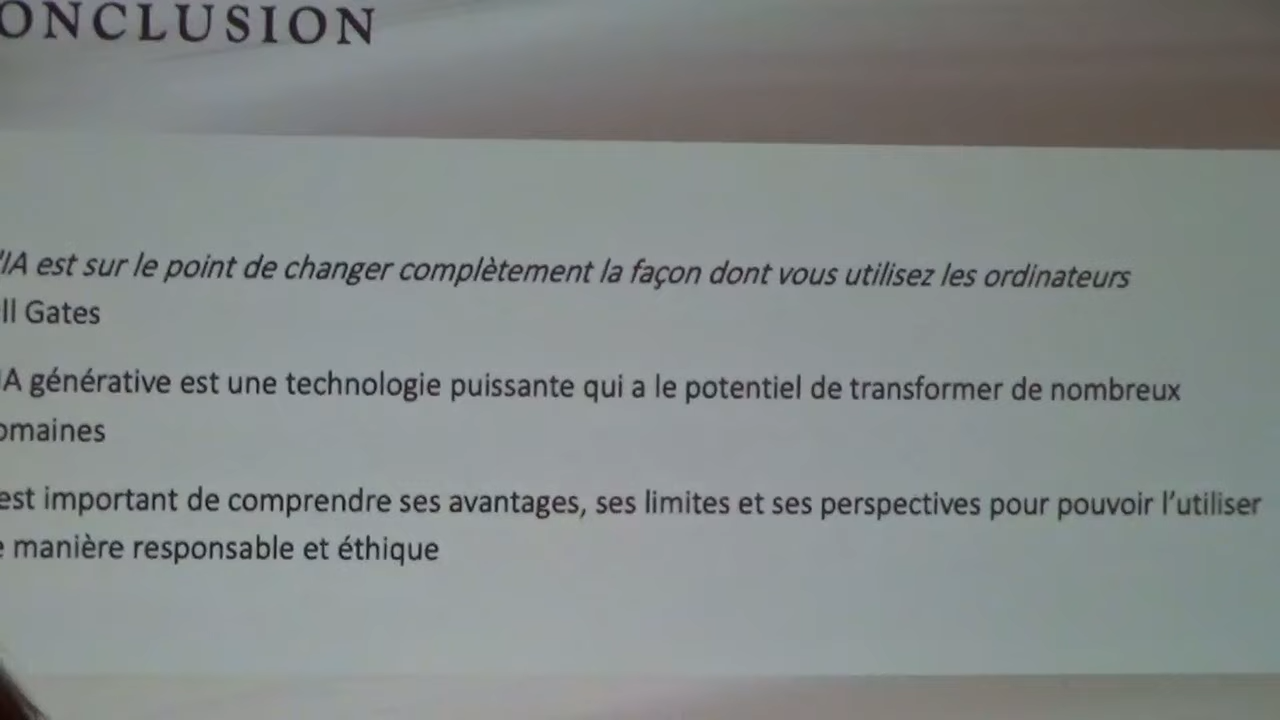 ONCLUSION
'IA est sur le point de changer complètement la façon dont vous utilisez les ordinateurs
ll Gates
IA générative est une technologie puissante qui a le potentiel de transformer de nombreux
omaines
est important de comprendre ses avantages, ses limites et ses perspectives pour pouvoir l'utiliser
e manière responsable et éthique